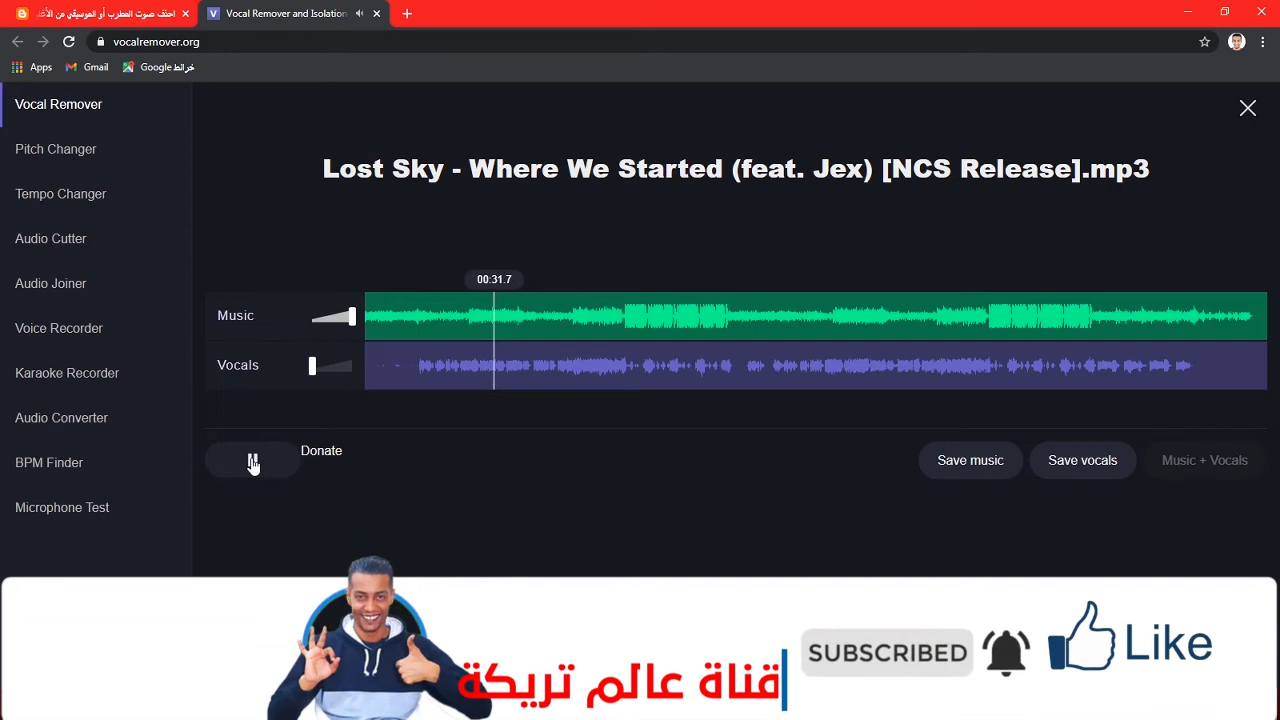 احذف صوت المطرب أو الموسيقي من الأغا
Vocal Remover and Isolation
vocalremover.org
Apps
Gmail
خرائط Google
Vocal Remover
Pitch Changer
Tempo Changer
Audio Cutter
Audio Joiner
Voice Recorder
Karaoke Recorder
Audio Converter
BPM Finder
Microphone Test
Lost Sky - Where We Started (feat. Jex) [NCS Release].mp3
00:31.7
Music
Vocals
Donate
Save music
Save vocals
Music + Vocals
قناة عالم تريكة
SUBSCRIBED
Like